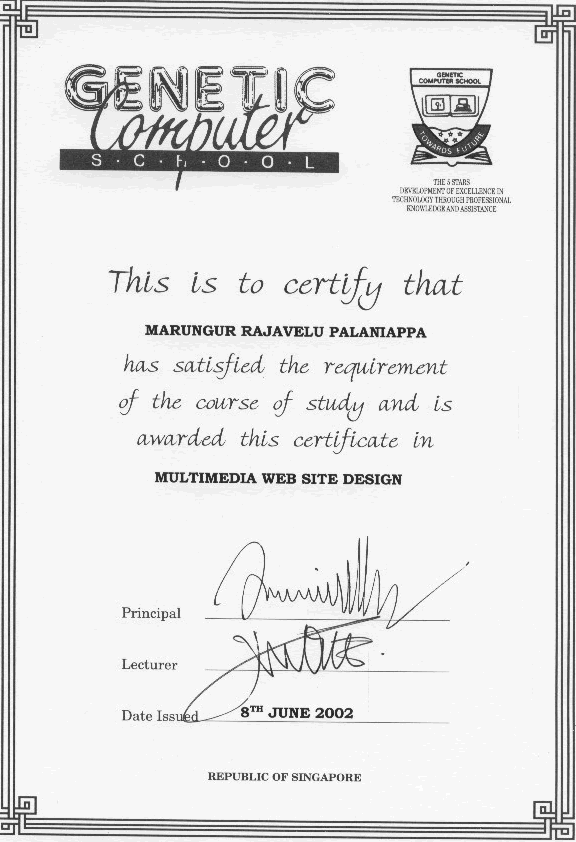 GENETIC
Computer
S·C·H·O·O·L
GENETIC
COMPUTER SCHOOL
TOWARDS FUTURE
THE 5 STARS
DEVELOPMENT OF EXCELLENCE IN
TECHNOLOGY THROUGH PROFESSIONAL
KNOWLEDGE AND ASSISTANCE
This is to certify that
MARUNGUR RAJAVELU PALANIAPPA
has satisfied the requirement
of the course of study and is
awarded this certificate in
MULTIMEDIA WEB SITE DESIGN
Principal
Lecturer
Date Issued 8TH JUNE 2002
REPUBLIC OF SINGAPORE